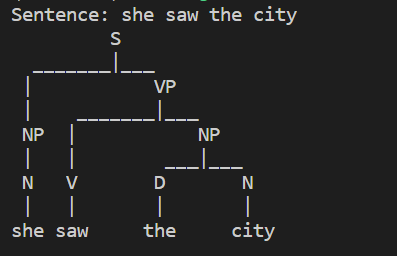 Sentence: she saw the city
S
VP
NP NP
N V D N
she saw the city